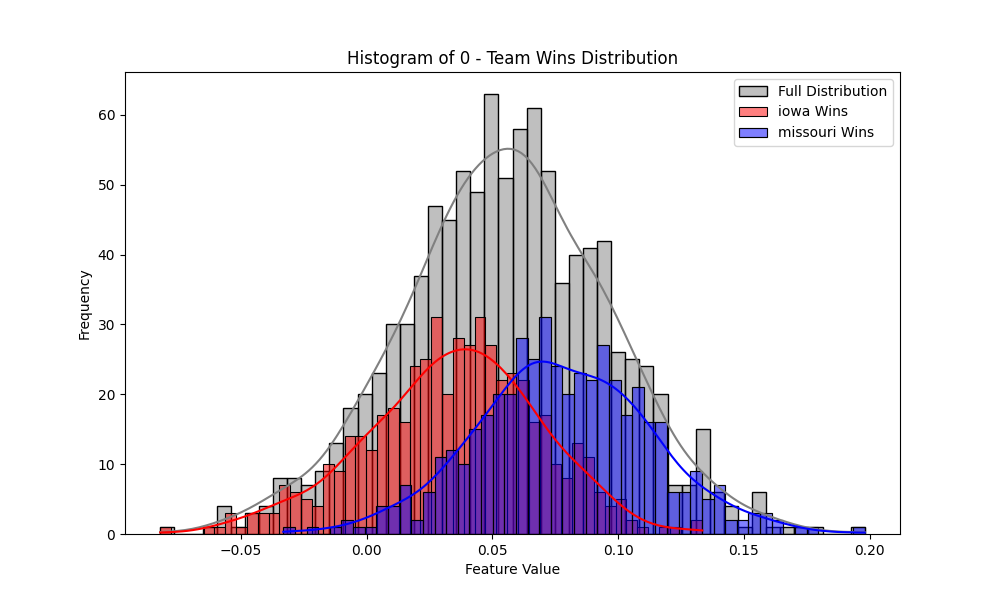 Histogram of 0 - Team Wins Distribution
Full Distribution
iowa Wins
missouri Wins
Frequency
60
50
40
30
20
10
0
−0.05 0.00 0.05 0.10 0.15 0.20
Feature Value